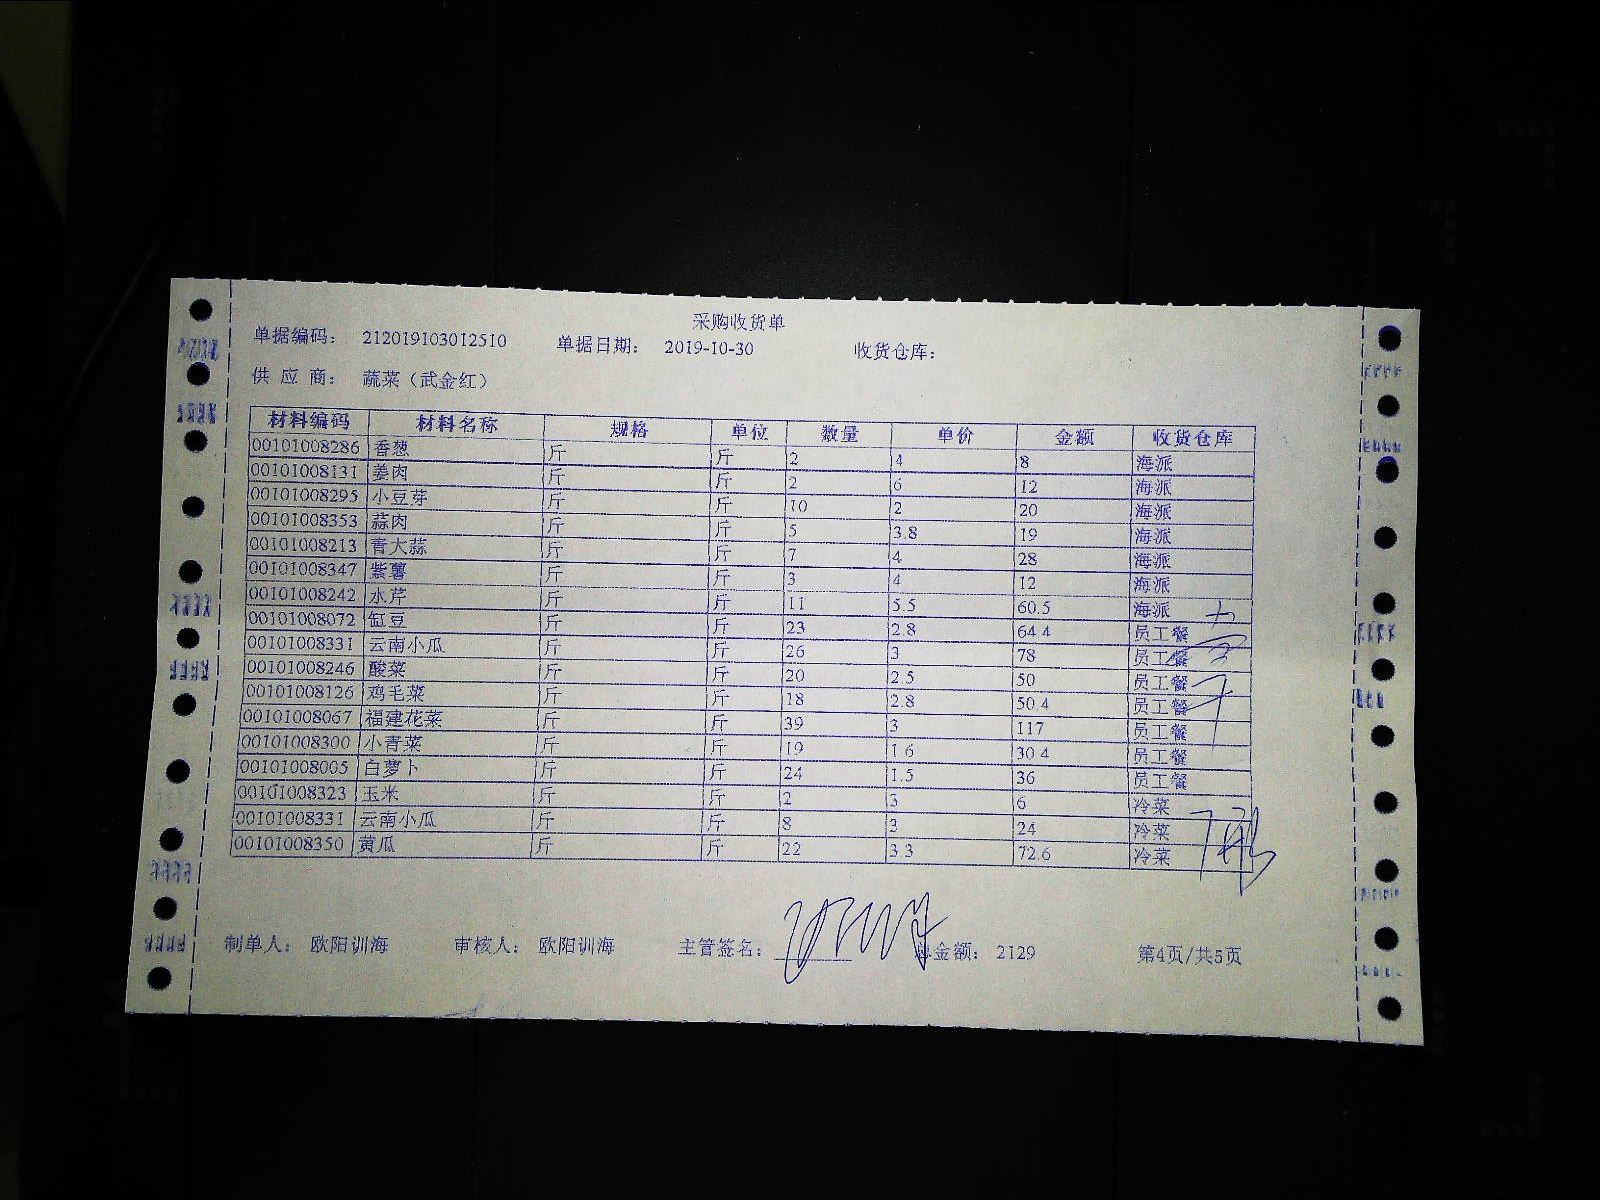 采购收货单
单据编码： 212019103012510 单据日期： 2019-10-30 收货仓库：
供 应 商： 蔬菜（武金红）
材料编码 材料名称 规格 单位 数量 单价 金额 收货仓库
00101008286 香葱 斤 斤 2 4 8 海派
00101008131 姜肉 斤 斤 2 6 12 海派
00101008295 小豆芽 斤 斤 10 2 20 海派
00101008353 蒜肉 斤 斤 5 3.8 19 海派
00101008213 青大蒜 斤 斤 7 4 28 海派
00101008347 紫薯 斤 斤 3 4 12 海派
00101008242 水芹 斤 斤 11 5.5 60.5 海派
00101008072 缸豆 斤 斤 23 2.8 64.4 员工餐
00101008331 云南小瓜 斤 斤 26 3 78 员工餐
00101008246 酸菜 斤 斤 20 2.5 50 员工餐
00101008126 鸡毛菜 斤 斤 18 2.8 50.4 员工餐
00101008067 福建花菜 斤 斤 39 3 117 员工餐
00101008300 小青菜 斤 斤 19 1.6 30.4 员工餐
00101008005 白萝卜 斤 斤 24 1.5 36 员工餐
00101008323 玉米 斤 斤 2 3 6 冷菜
00101008331 云南小瓜 斤 斤 8 3 24 冷菜
00101008350 黄瓜 斤 斤 22 3.3 72.6 冷菜
制单人： 欧阳训海 审核人： 欧阳训海 主管签名： 总金额： 2129 第4页/共5页